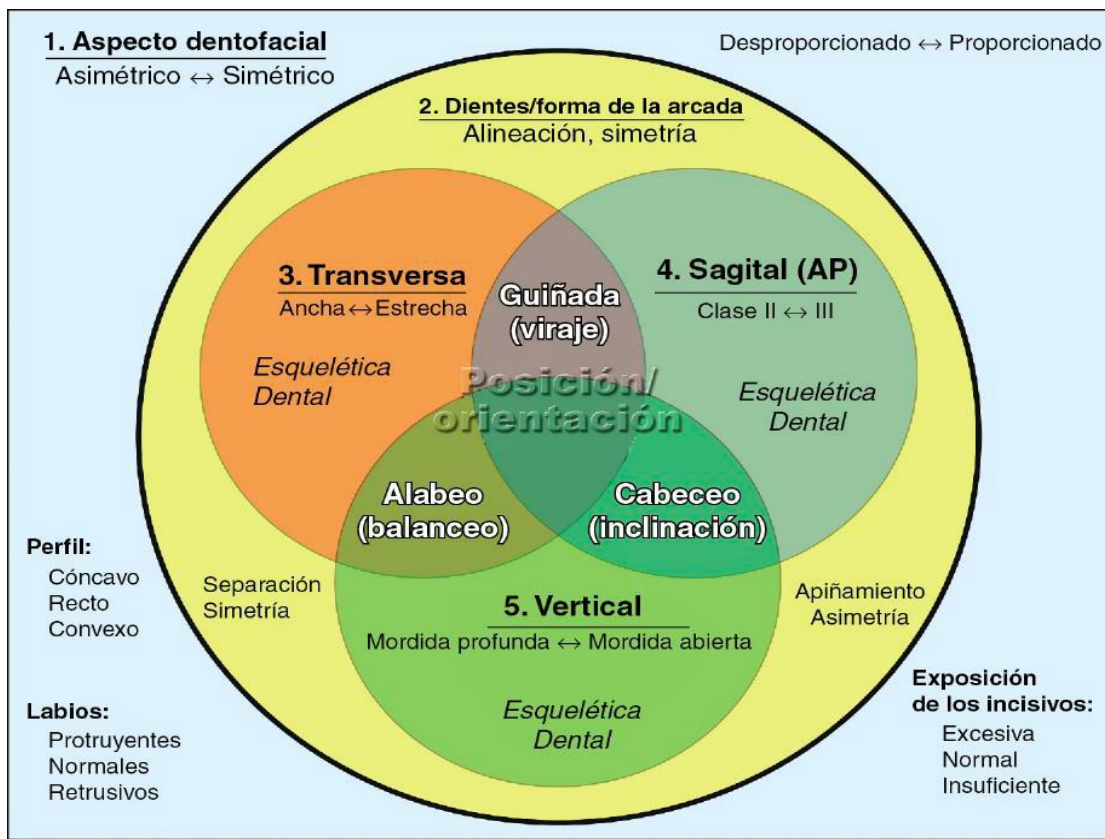 1. Aspecto dentofacial
Asimétrico ↔ Simétrico
Desproporcionado ↔ Proporcionado
2. Dientes/forma de la arcada
Alineación, simetría
3. Transversa
Ancha ↔ Estrecha
Esquelética
Dental
Guiñada
(viraje)
4. Sagital (AP)
Clase II ↔ III
Esquelética
Dental
Posición/
orientación
Alabeo
(balanceo)
Cabeceo
(inclinación)
Perfil:
Cóncavo
Recto
Convexo
Separación
Simetría
5. Vertical
Mordida profunda ↔ Mordida abierta
Esquelética
Dental
Apiñamiento
Asimetría
Labios:
Protruyentes
Normales
Retrusivos
Exposición
de los incisivos:
Excesiva
Normal
Insuficiente